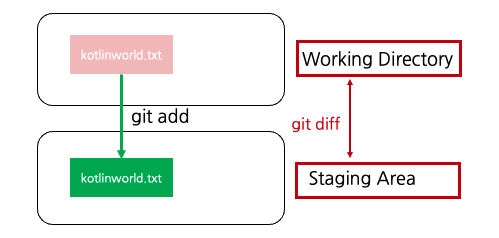 kotlinworld.txt
Working Directory
git add
git diff
kotlinworld.txt
Staging Area